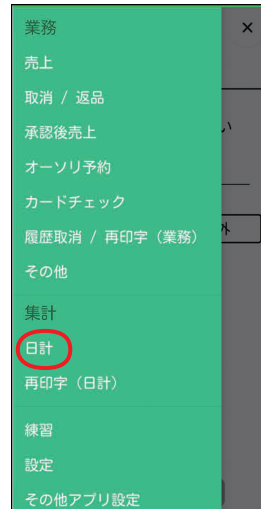 業務
×
売上
取消 / 返品
承認後売上
い
オーソリ予約
カードチェック
履歴取消 / 再印字（業務）
外
その他
集計
日計
再印字（日計）
練習
設定
その他アプリ設定